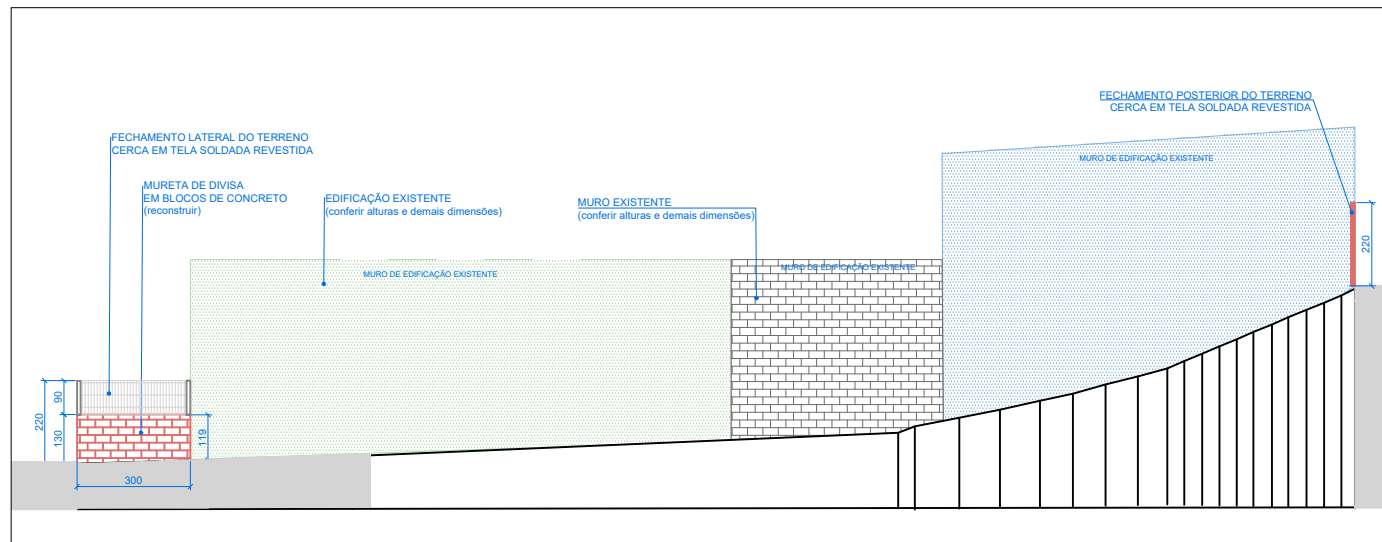 FECHAMENTO POSTERIOR DO TERRENO
CERCA EM TELA SOLDADA REVESTIDA
FECHAMENTO LATERAL DO TERRENO
CERCA EM TELA SOLDADA REVESTIDA
MURO DE EDIFICAÇÃO EXISTENTE
MURETA DE DIVISA
EM BLOCOS DE CONCRETO
(reconstruir)
EDIFICAÇÃO EXISTENTE
(conferir alturas e demais dimensões)
MURO EXISTENTE
(conferir alturas e demais dimensões)
220
MURO DE EDIFICAÇÃO EXISTENTE
MURO DE EDIFICAÇÃO EXISTENTE
90
220
130
119
300